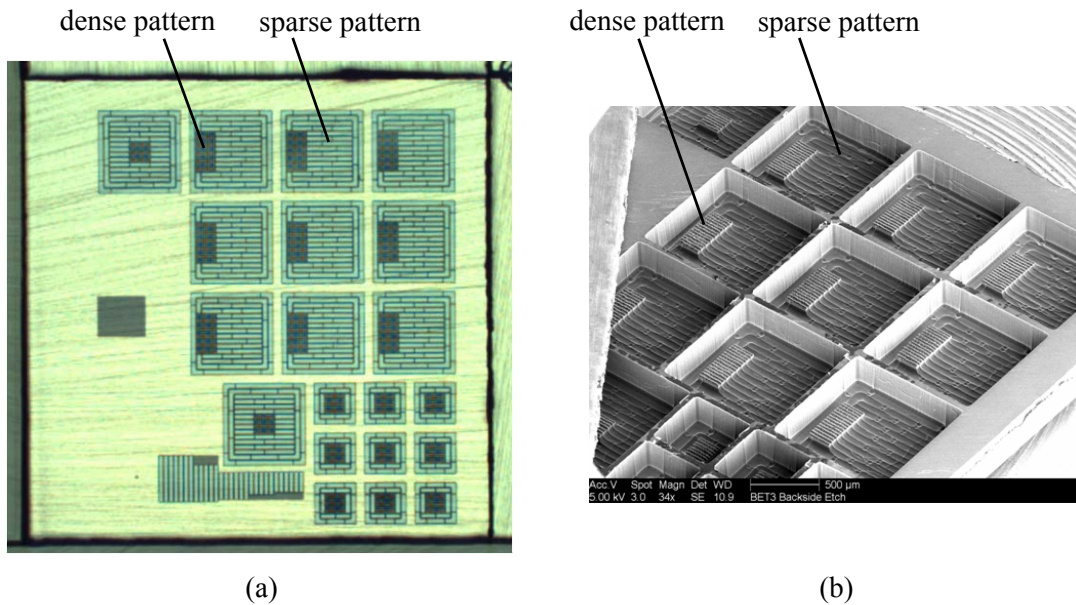 dense pattern sparse pattern
dense pattern sparse pattern
Acc.V Spot Magn Det WD 500 µm
5.00 kV 3.0 34x SE 10.9 BET3 Backside Etch
(a)
(b)